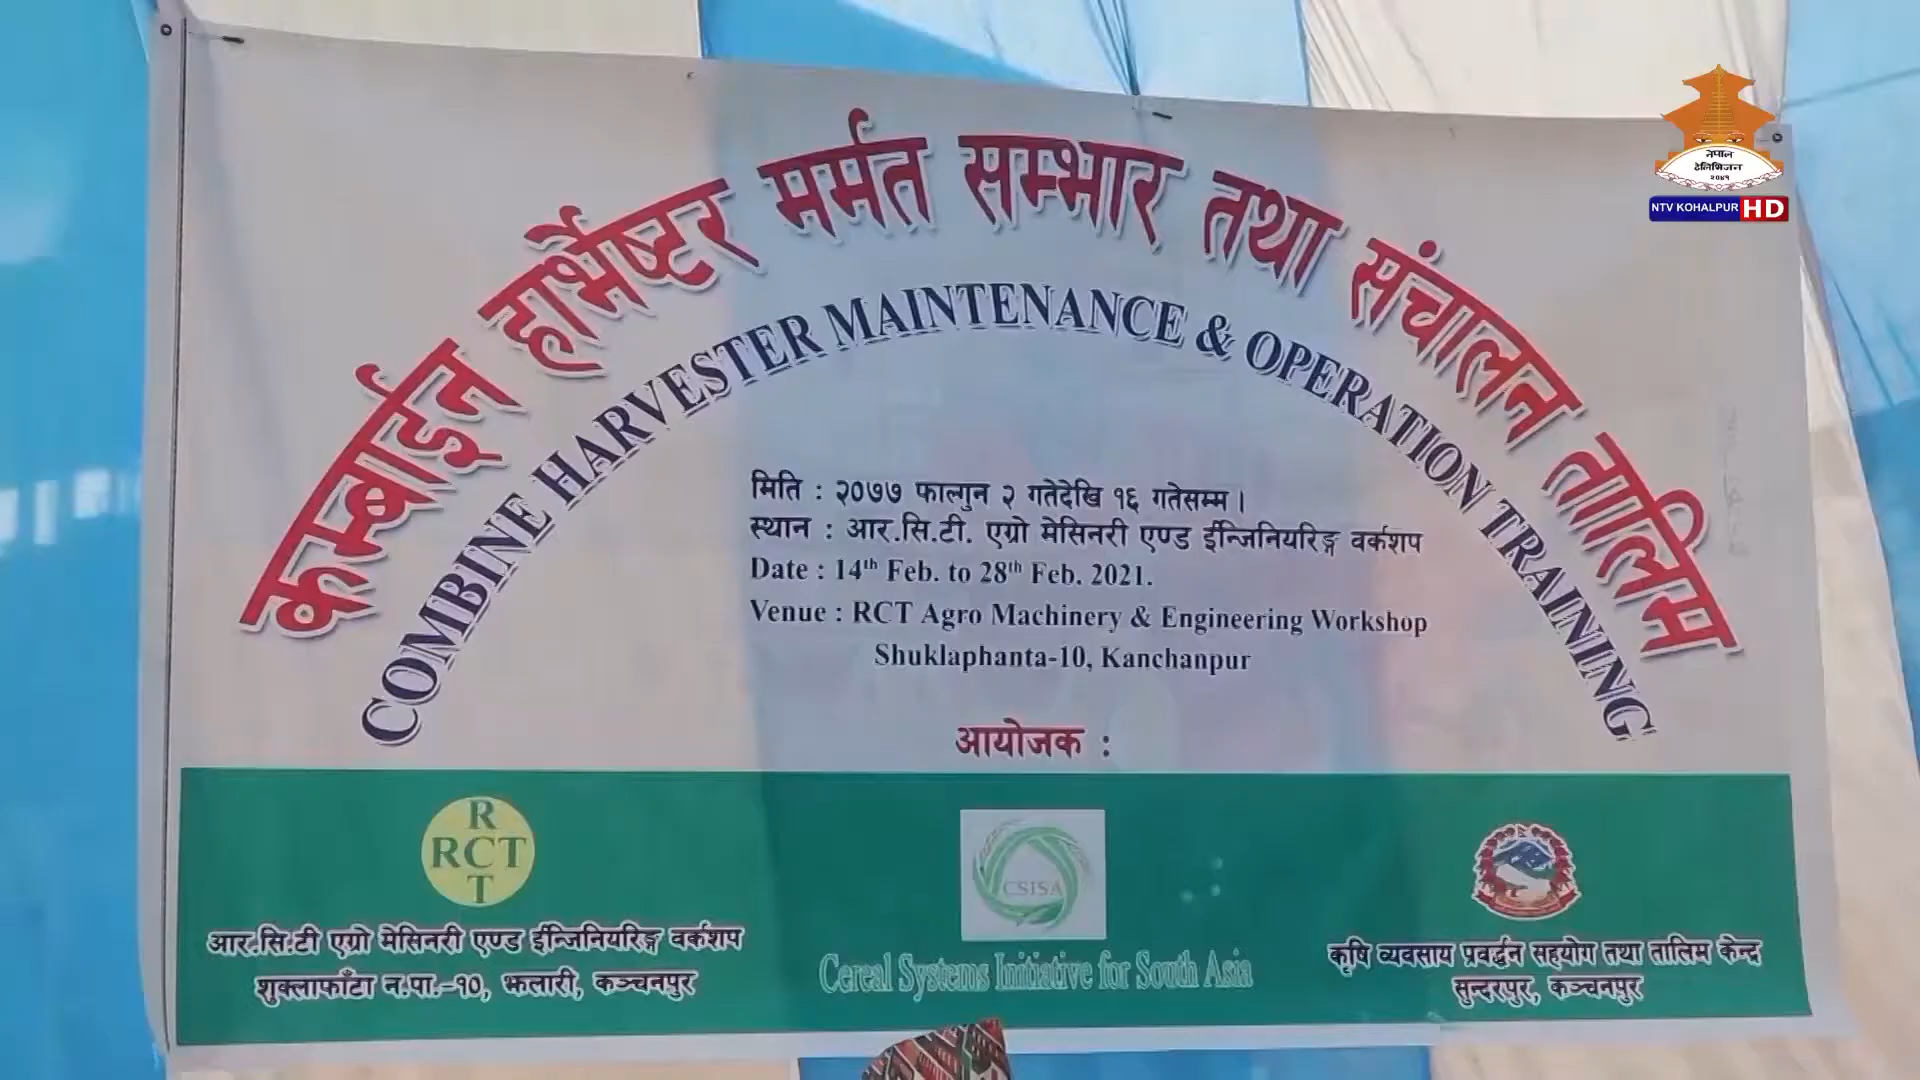 नेपाल
टेलिभिजन
२०४१
NTV KOHALPUR HD
कम्बाईन हार्भेष्टर मर्मत सम्भार तथा संचालन तालिम
COMBINE HARVESTER MAINTENANCE & OPERATION TRAINING
मिति : २०७७ फाल्गुन २ गतेदेखि १६ गतेसम्म ।
स्थान : आर.सि.टी. एग्रो मेसिनरी एण्ड ईन्जिनियरिङ्ग वर्कशप
Date : 14th Feb. to 28th Feb. 2021.
Venue : RCT Agro Machinery & Engineering Workshop
Shuklaphanta-10, Kanchanpur
आयोजक :
R
RCT
T
आर.सि.टी एग्रो मेसिनरी एण्ड ईन्जिनियरिङ्ग वर्कशप
शुक्लाफाँटा न.पा.-१०, झलारी, कञ्चनपुर
CSISA
Cereal Systems Initiative for South Asia
कृषि व्यवसाय प्रवर्द्धन सहयोग तथा तालिम केन्द्र
सुन्दरपुर, कञ्चनपुर